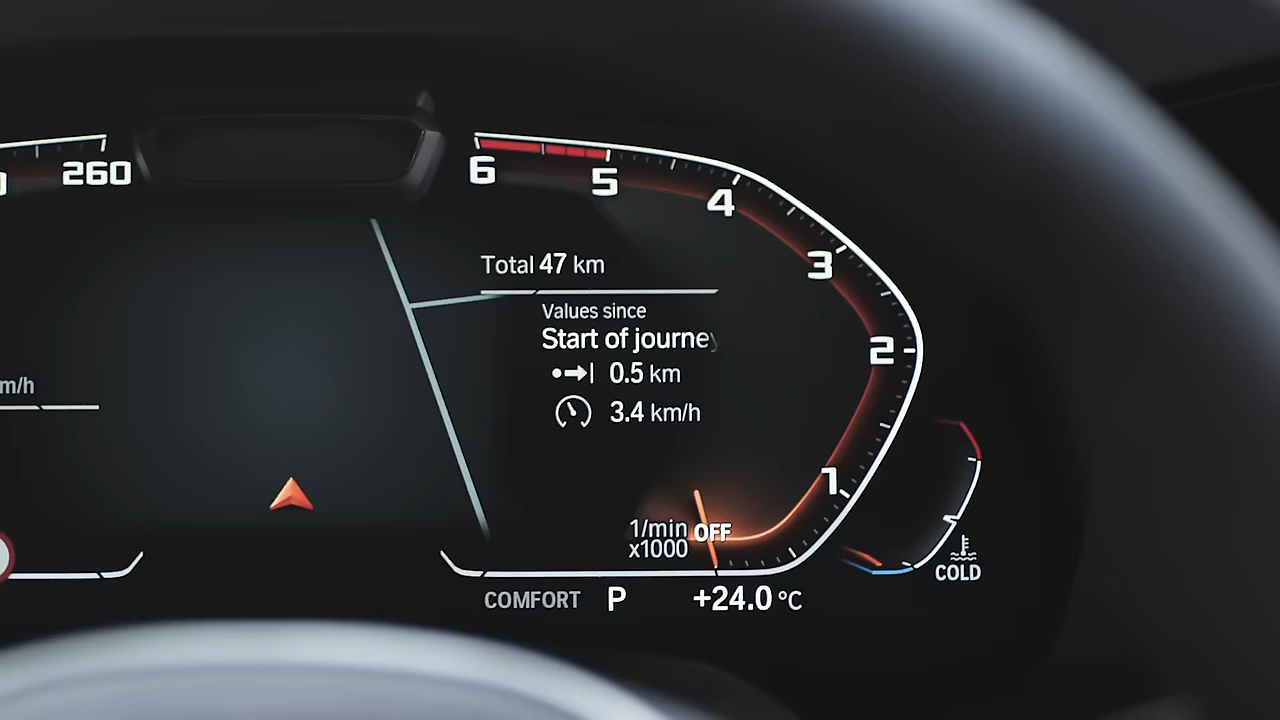 260
6
5
4
3
2
1
Total 47 km
Values since
Start of journey
0.5 km
3.4 km/h
m/h
1/min
x1000
OFF
COLD
COMFORT P +24.0 °C